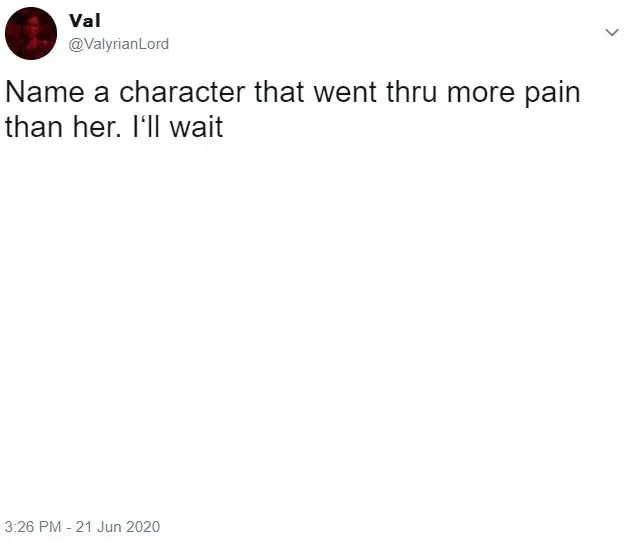 Val
@ValyrianLord
Name a character that went thru more pain
than her. I‘ll wait
3:26 PM - 21 Jun 2020